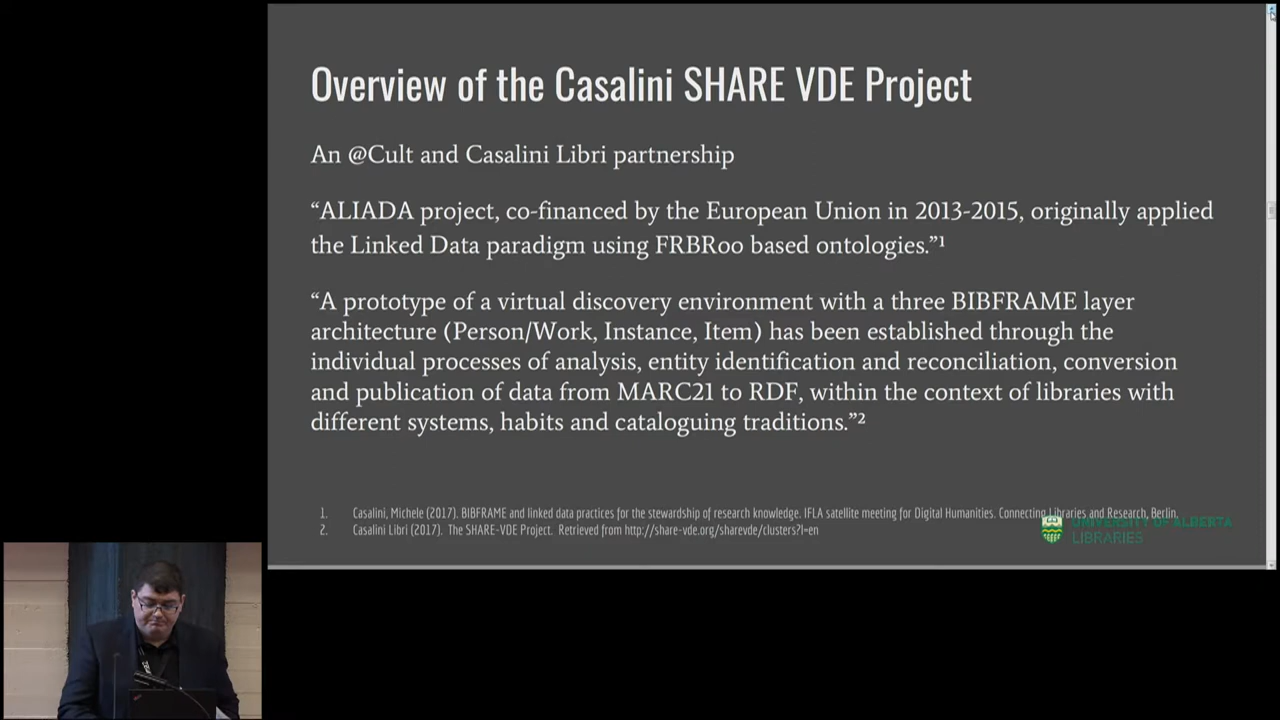 Overview of the Casalini SHARE VDE Project
An @Cult and Casalini Libri partnership
“ALIADA project, co-financed by the European Union in 2013-2015, originally applied
the Linked Data paradigm using FRBRoo based ontologies.”¹
“A prototype of a virtual discovery environment with a three BIBFRAME layer
architecture (Person/Work, Instance, Item) has been established through the
individual processes of analysis, entity identification and reconciliation, conversion
and publication of data from MARC21 to RDF, within the context of libraries with
different systems, habits and cataloguing traditions.”²
1. Casalini, Michele (2017). BIBFRAME and linked data practices for the stewardship of research knowledge. IFLA satellite meeting for Digital Humanities. Connecting Libraries and Research, Berlin.
2. Casalini Libri (2017). The SHARE-VDE Project. Retrieved from http://share-vde.org/sharevde/clusters?l=en
UNIVERSITY OF ALBERTA
LIBRARIES